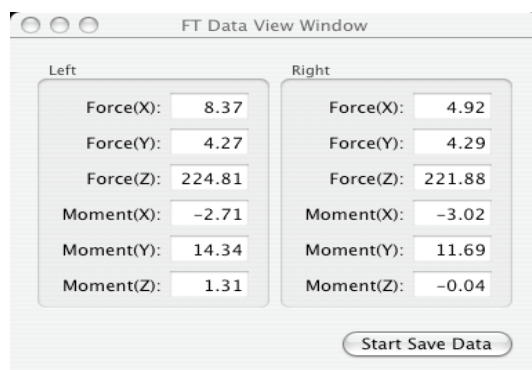 FT Data View Window
Left
Force(X): 8.37
Force(Y): 4.27
Force(Z): 224.81
Moment(X): -2.71
Moment(Y): 14.34
Moment(Z): 1.31
Right
Force(X): 4.92
Force(Y): 4.29
Force(Z): 221.88
Moment(X): -3.02
Moment(Y): 11.69
Moment(Z): -0.04
Start Save Data